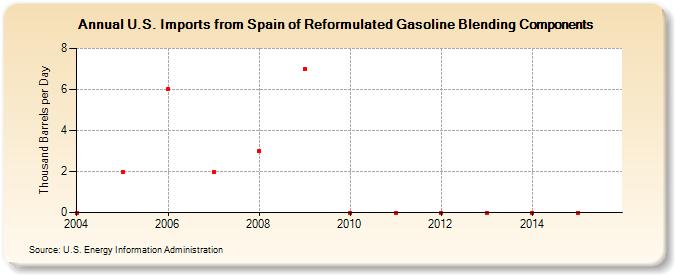 Annual U.S. Imports from Spain of Reformulated Gasoline Blending Components
Thousand Barrels per Day
8
6
4
2
0
2004 2006 2008 2010 2012 2014
Source: U.S. Energy Information Administration